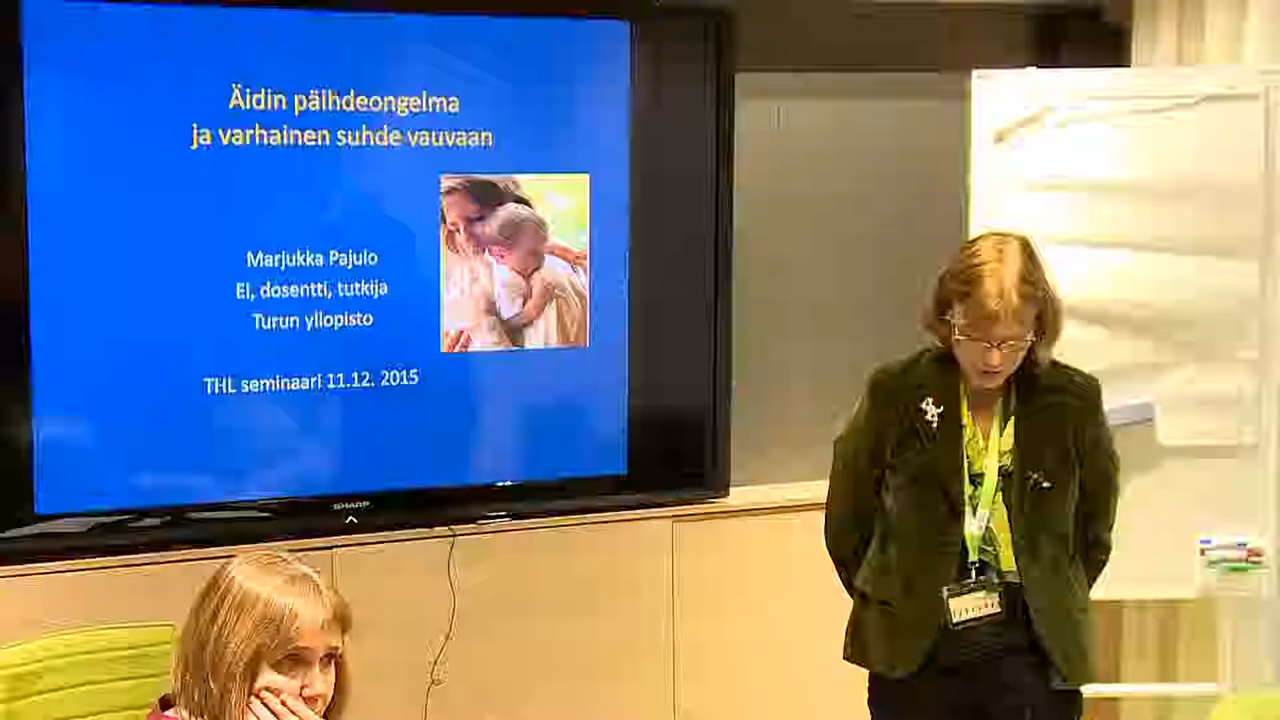 Äidin päihdeongelma
ja varhainen suhde vauvaan
Marjukka Pajulo
El, dosentti, tutkija
Turun yliopisto
THL seminaari 11.12. 2015
SHARP